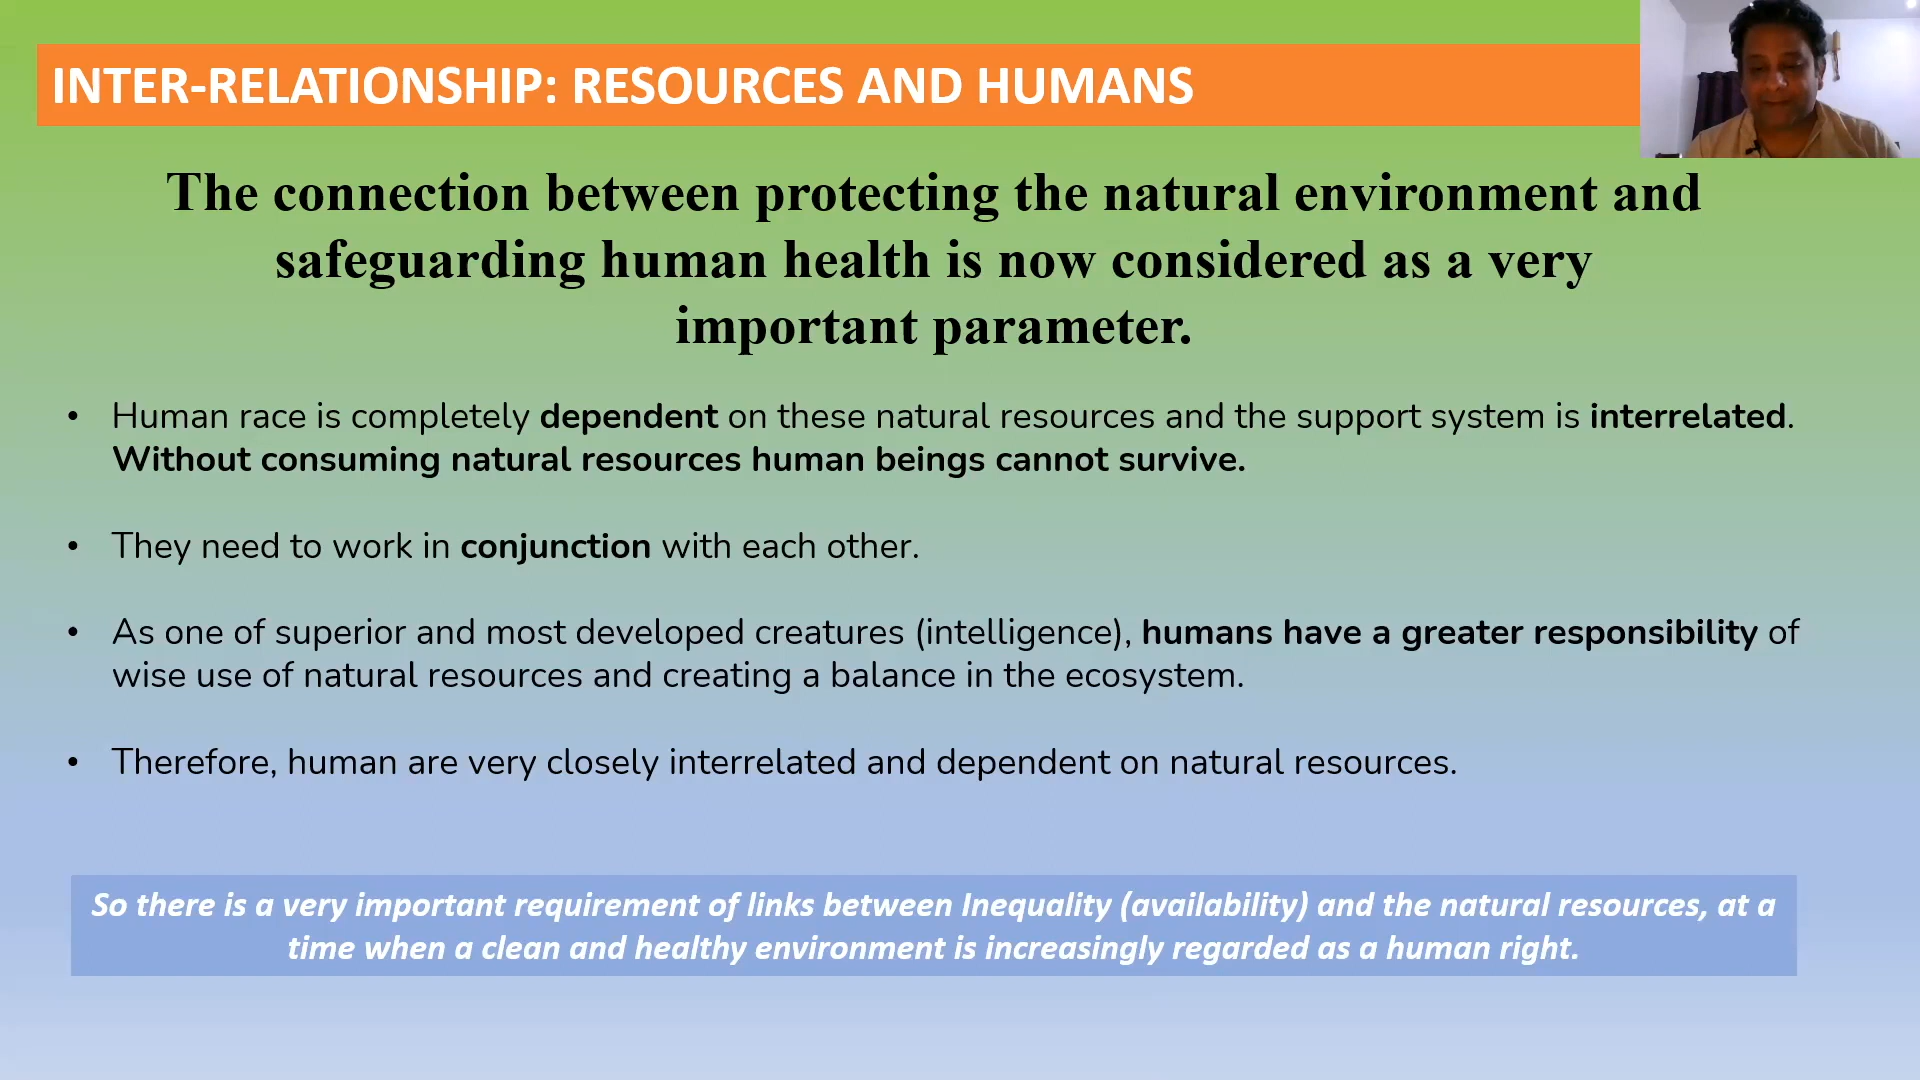 INTER-RELATIONSHIP: RESOURCES AND HUMANS
The connection between protecting the natural environment and
safeguarding human health is now considered as a very
important parameter.
• Human race is completely dependent on these natural resources and the support system is interrelated.
Without consuming natural resources human beings cannot survive.
• They need to work in conjunction with each other.
• As one of superior and most developed creatures (intelligence), humans have a greater responsibility of
wise use of natural resources and creating a balance in the ecosystem.
• Therefore, human are very closely interrelated and dependent on natural resources.
So there is a very important requirement of links between Inequality (availability) and the natural resources, at a
time when a clean and healthy environment is increasingly regarded as a human right.